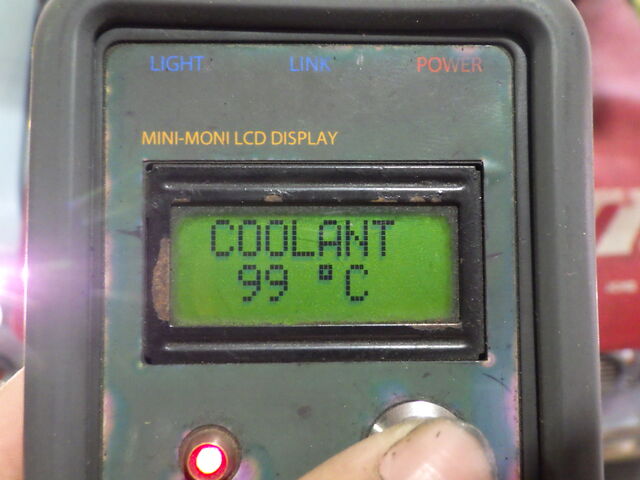 LIGHT LINK POWER
MINI-MONI LCD DISPLAY
COOLANT
99 °C